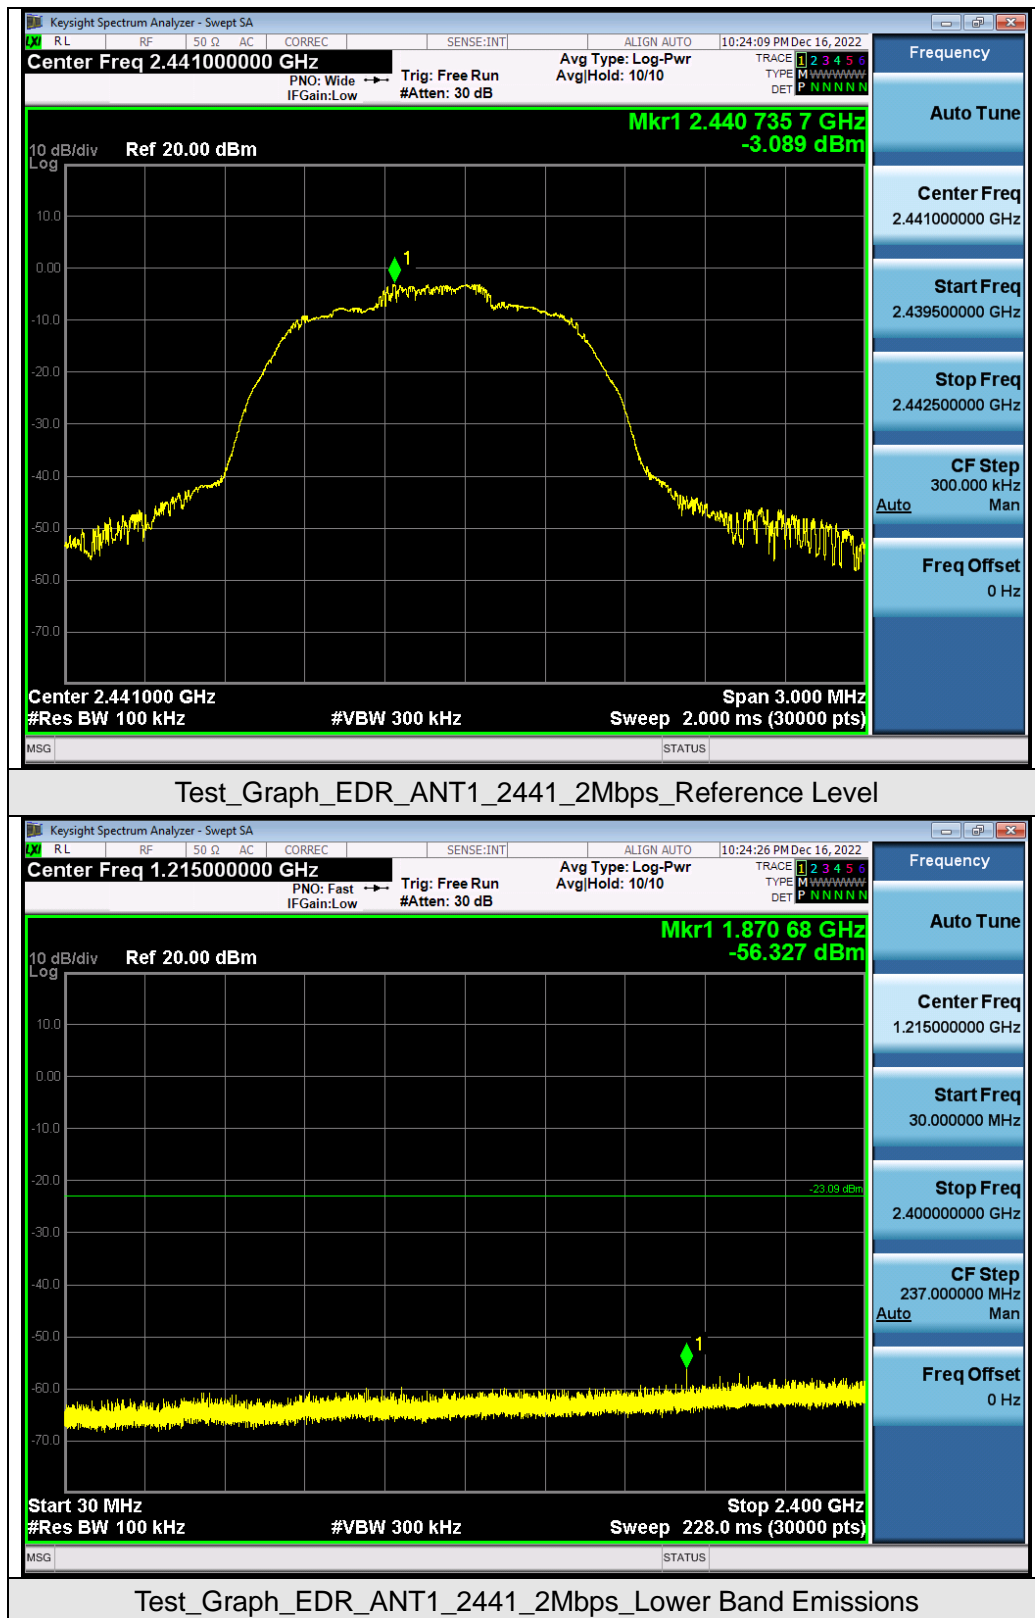 Keysight Spectrum Analyzer - Swept SA
LXI RL RF 50 Ω AC CORREC SENSE:INT ALIGN AUTO 10:24:09 PM Dec 16, 2022
Center Freq 2.441000000 GHz
PNO: Wide
IFGain:Low
Trig: Free Run
#Atten: 30 dB
Avg Type: Log-Pwr
Avg|Hold: 10/10
TRACE 1 2 3 4 5 6
TYPE M WWWWW
DET P N N N N N
Mkr1 2.440 735 7 GHz
-3.089 dBm
10 dB/div Ref 20.00 dBm
Log
10.0
0.00
1
-10.0
-20.0
-30.0
-40.0
-50.0
-60.0
-70.0
Center 2.441000 GHz Span 3.000 MHz
#Res BW 100 kHz #VBW 300 kHz Sweep 2.000 ms (30000 pts)
MSG STATUS
Frequency
Auto Tune
Center Freq
2.441000000 GHz
Start Freq
2.439500000 GHz
Stop Freq
2.442500000 GHz
CF Step
300.000 kHz
Auto Man
Freq Offset
0 Hz
Test_Graph_EDR_ANT1_2441_2Mbps_Reference Level
Keysight Spectrum Analyzer - Swept SA
LXI RL RF 50 Ω AC CORREC SENSE:INT ALIGN AUTO 10:24:26 PM Dec 16, 2022
Center Freq 1.215000000 GHz
PNO: Fast
IFGain:Low
Trig: Free Run
#Atten: 30 dB
Avg Type: Log-Pwr
Avg|Hold: 10/10
TRACE 1 2 3 4 5 6
TYPE M WWWWW
DET P N N N N N
Mkr1 1.870 68 GHz
-56.327 dBm
10 dB/div Ref 20.00 dBm
Log
10.0
0.00
-10.0
-20.0
-23.09 dBm
-30.0
-40.0
-50.0
1
-60.0
-70.0
Start 30 MHz Stop 2.400 GHz
#Res BW 100 kHz #VBW 300 kHz Sweep 228.0 ms (30000 pts)
MSG STATUS
Frequency
Auto Tune
Center Freq
1.215000000 GHz
Start Freq
30.000000 MHz
Stop Freq
2.400000000 GHz
CF Step
237.000000 MHz
Auto Man
Freq Offset
0 Hz
Test_Graph_EDR_ANT1_2441_2Mbps_Lower Band Emissions